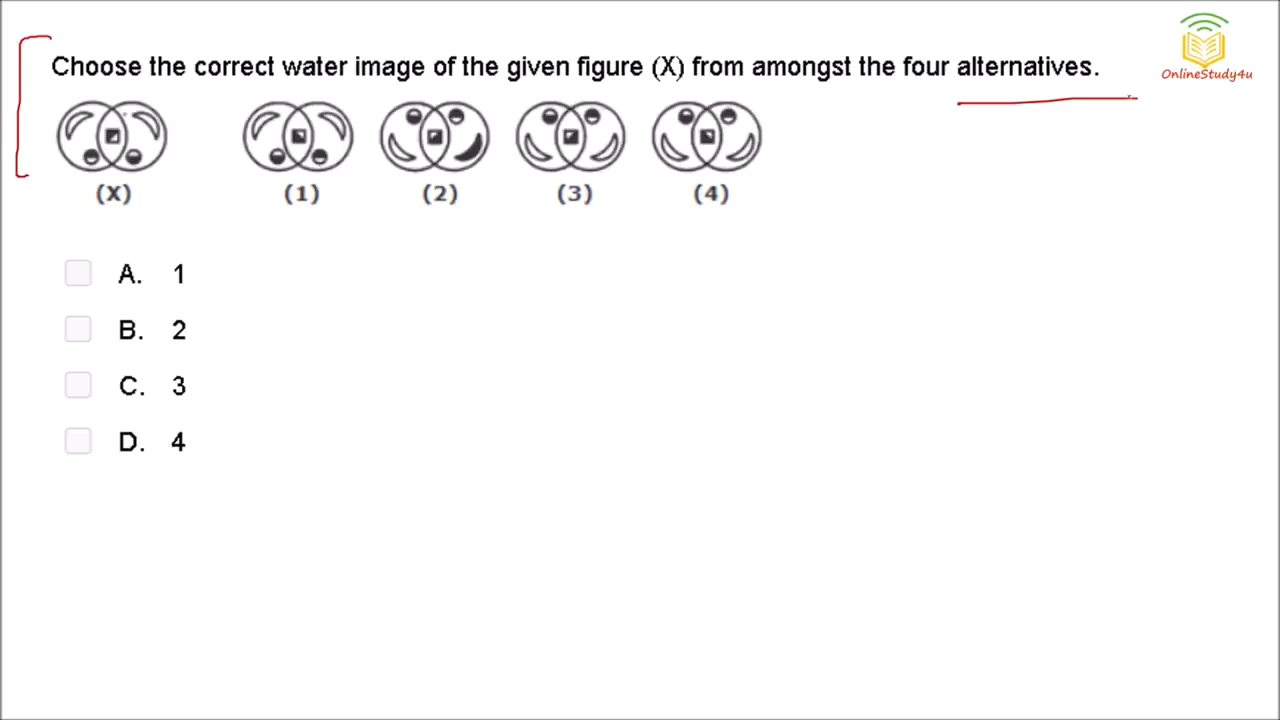 OnlineStudy4u
Choose the correct water image of the given figure (X) from amongst the four alternatives.
(X) (1) (2) (3) (4)
A. 1
B. 2
C. 3
D. 4